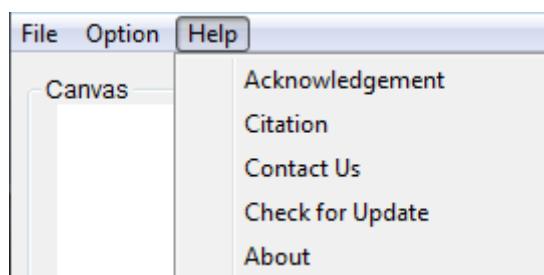 File Option Help
Canvas
Acknowledgement
Citation
Contact Us
Check for Update
About